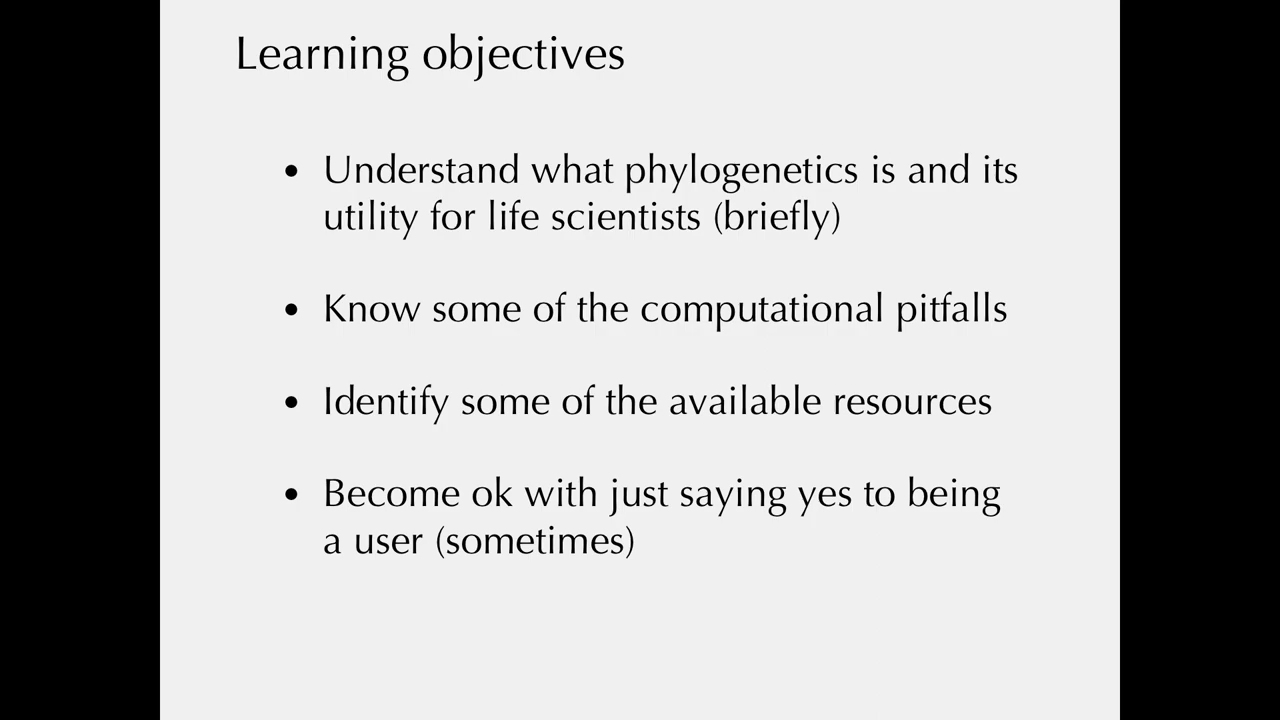 Learning objectives
• Understand what phylogenetics is and its
utility for life scientists (briefly)
• Know some of the computational pitfalls
• Identify some of the available resources
• Become ok with just saying yes to being
a user (sometimes)